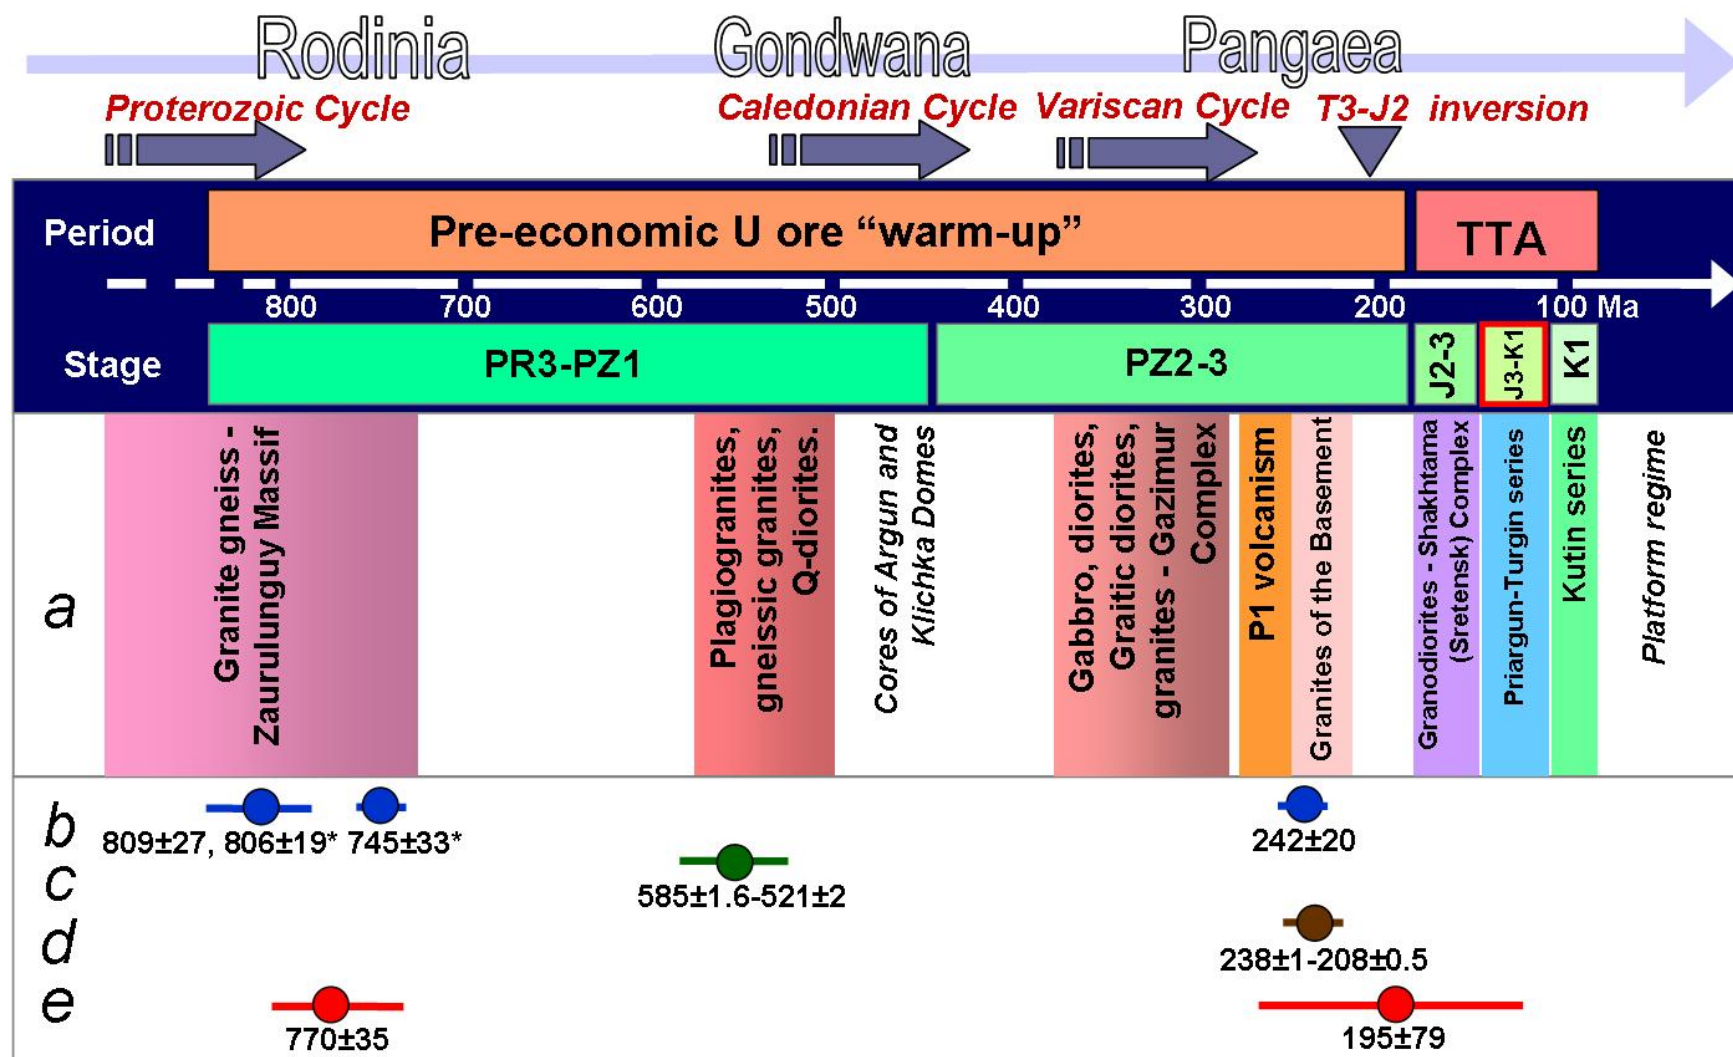 Rodinia
Gondwana
Pangaea
Proterozoic Cycle
Caledonian Cycle
Variscan Cycle
T3-J2 inversion
Period
Pre-economic U ore “warm-up”
TTA
800
700
600
500
400
300
200
100 Ma
Stage
PR3-PZ1
PZ2-3
J2-3
J3-K1
K1
a
Granite gneiss -
Zaurulunguy Massif
Plagiogranites,
gneissic granites,
Q-diorites.
Cores of Argun and
Klichka Domes
Gabbro, diorites,
Graitic diorites,
granites - Gazimur
Complex
P1 volcanism
Granites of the Basement
Granodiorites - Shakhtama
(Sretensk) Complex
Priargun-Turgin series
Kutin series
Platform regime
b
809±27, 806±19*
745±33*
242±20
c
585±1.6-521±2
d
238±1-208±0.5
e
770±35
195±79